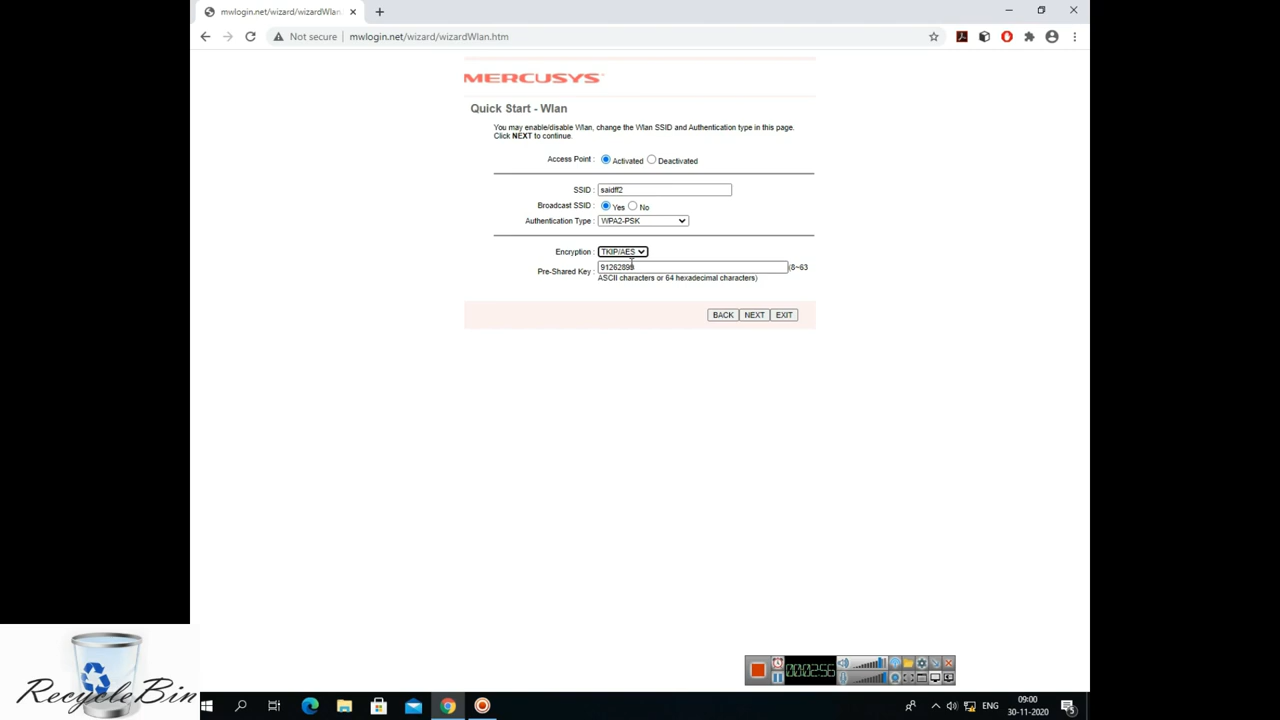 mwlogin.net/wizard/wizardWlan.
Not secure mwlogin.net/wizard/wizardWlan.htm
MERCUSYS
Quick Start - Wlan
You may enable/disable Wlan, change the Wlan SSID and Authentication type in this page.
Click NEXT to continue.
Access Point : Activated Deactivated
SSID : saidff2
Broadcast SSID : Yes No
Authentication Type : WPA2-PSK
Encryption : TKIP/AES
Pre-Shared Key : (8~63
ASCII characters or 64 hexadecimal characters)
BACK NEXT EXIT
00:02:56
RecycleBin
ENG
09:00
30-11-2020